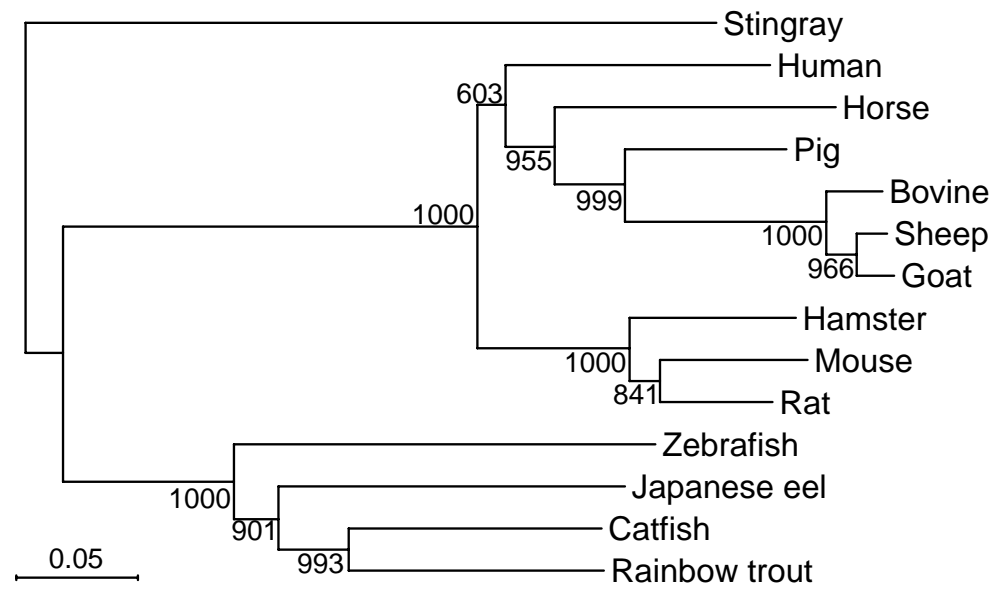 Stingray
Human
603
Horse
955
Pig
999
Bovine
1000
1000
Sheep
966
Goat
Hamster
1000
Mouse
841
Rat
Zebrafish
1000
Japanese eel
901
Catfish
993
Rainbow trout
0.05